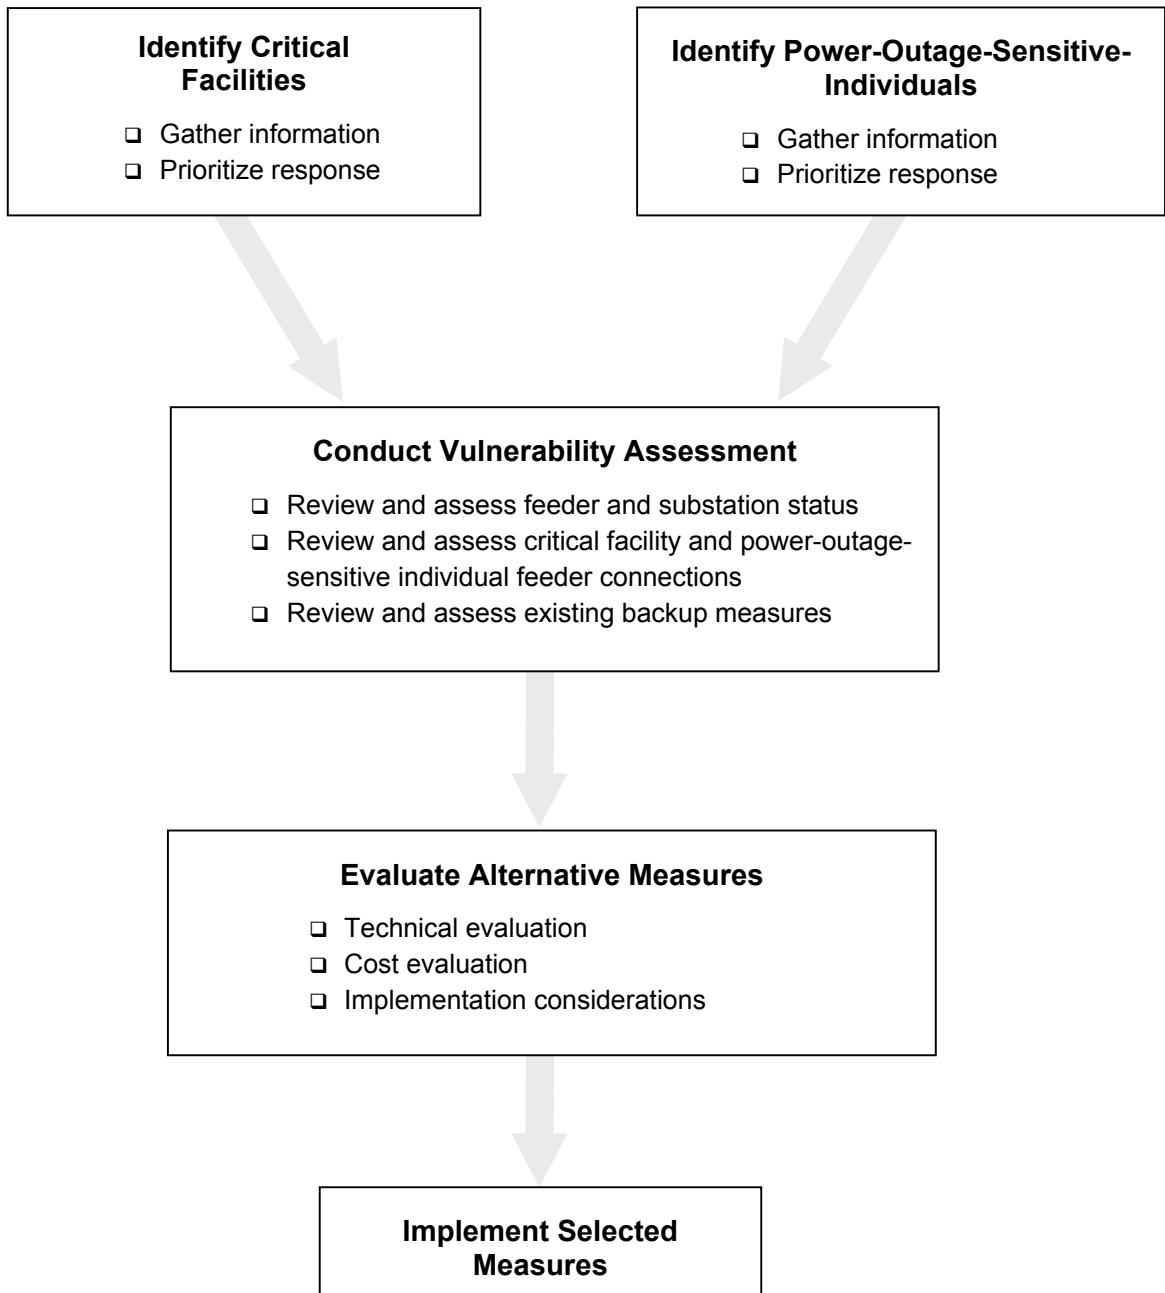 Identify Critical
Facilities
❑ Gather information
❑ Prioritize response
Identify Power-Outage-Sensitive-
Individuals
❑ Gather information
❑ Prioritize response
Conduct Vulnerability Assessment
❑ Review and assess feeder and substation status
❑ Review and assess critical facility and power-outage-
sensitive individual feeder connections
❑ Review and assess existing backup measures
Evaluate Alternative Measures
❑ Technical evaluation
❑ Cost evaluation
❑ Implementation considerations
Implement Selected
Measures